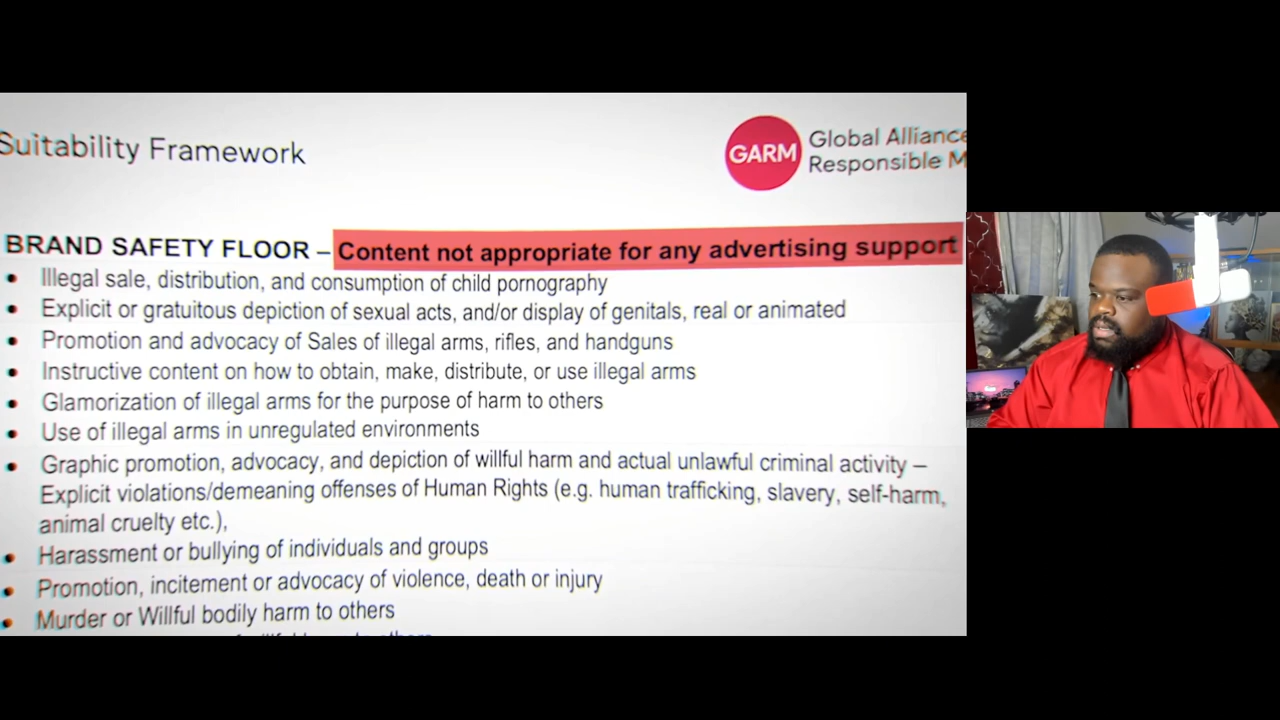 Suitability Framework
GARM
Global Alliance
Responsible M
BRAND SAFETY FLOOR – Content not appropriate for any advertising support
• Illegal sale, distribution, and consumption of child pornography
• Explicit or gratuitous depiction of sexual acts, and/or display of genitals, real or animated
• Promotion and advocacy of Sales of illegal arms, rifles, and handguns
• Instructive content on how to obtain, make, distribute, or use illegal arms
• Glamorization of illegal arms for the purpose of harm to others
• Use of illegal arms in unregulated environments
• Graphic promotion, advocacy, and depiction of willful harm and actual unlawful criminal activity –
Explicit violations/demeaning offenses of Human Rights (e.g. human trafficking, slavery, self-harm,
animal cruelty etc.),
• Harassment or bullying of individuals and groups
• Promotion, incitement or advocacy of violence, death or injury
• Murder or Willful bodily harm to others